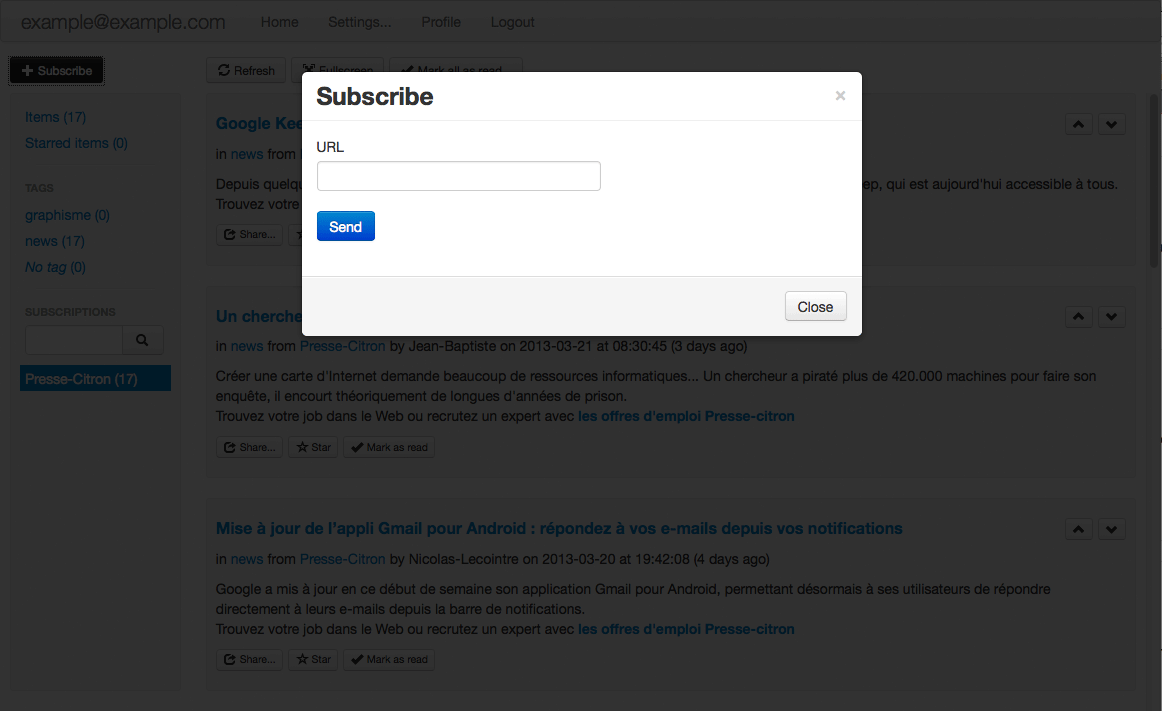 example@example.com Home Settings... Profile Logout
Subscribe
Refresh Fullscreen Mark all as read
Items (17)
Starred items (0)
TAGS
graphisme (0)
news (17)
No tag (0)
SUBSCRIPTIONS
Presse-Citron (17)
Subscribe ×
URL
Send
Close
Google Kee
in news from
Depuis quelqu ep, qui est aujourd'hui accessible à tous.
Trouvez votre
Share...
Un cherche
in news from Presse-Citron by Jean-Baptiste on 2013-03-21 at 08:30:45 (3 days ago)
Créer une carte d'Internet demande beaucoup de ressources informatiques... Un chercheur a piraté plus de 420.000 machines pour faire son
enquête, il encourt théoriquement de longues d'années de prison.
Trouvez votre job dans le Web ou recrutez un expert avec les offres d'emploi Presse-citron
Share... Star Mark as read
Mise à jour de l'appli Gmail pour Android : répondez à vos e-mails depuis vos notifications
in news from Presse-Citron by Nicolas-Lecointre on 2013-03-20 at 19:42:08 (4 days ago)
Google a mis à jour en ce début de semaine son application Gmail pour Android, permettant désormais à ses utilisateurs de répondre
directement à leurs e-mails depuis la barre de notifications.
Trouvez votre job dans le Web ou recrutez un expert avec les offres d'emploi Presse-citron
Share... Star Mark as read